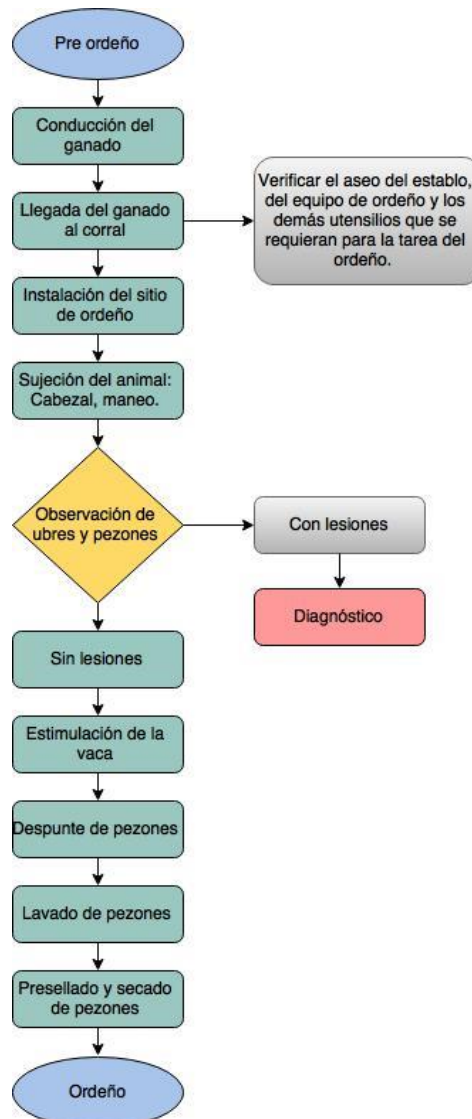 Pre ordeño
Conducción del
ganado
Llegada del ganado
al corral
Verificar el aseo del establo,
del equipo de ordeño y los
demás utensilios que se
requieran para la tarea del
ordeño.
Instalación del sitio
de ordeño
Sujeción del animal:
Cabezal, maneo.
Observación de
ubres y pezones
Con lesiones
Diagnóstico
Sin lesiones
Estimulación de la
vaca
Despunte de pezones
Lavado de pezones
Presellado y secado
de pezones
Ordeño